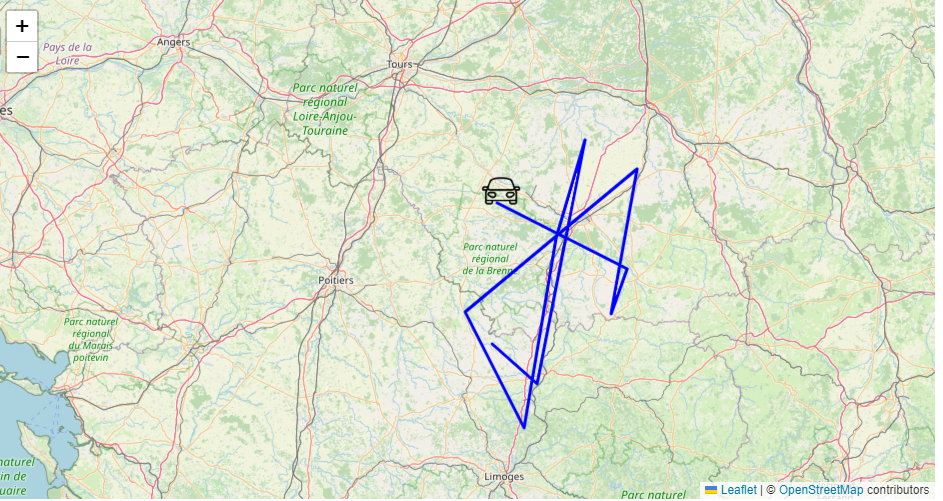 +
−
Angers
Pays de la
Loire
Tours
Parc naturel
régional
Loire-Anjou-
Touraine
es
Parc naturel
régional
de la Brenne
Poitiers
Parc naturel
régional
du Marais
poitevin
Limoges
naturel
in de
uaire
Parc naturel
Leaflet | © OpenStreetMap contributors